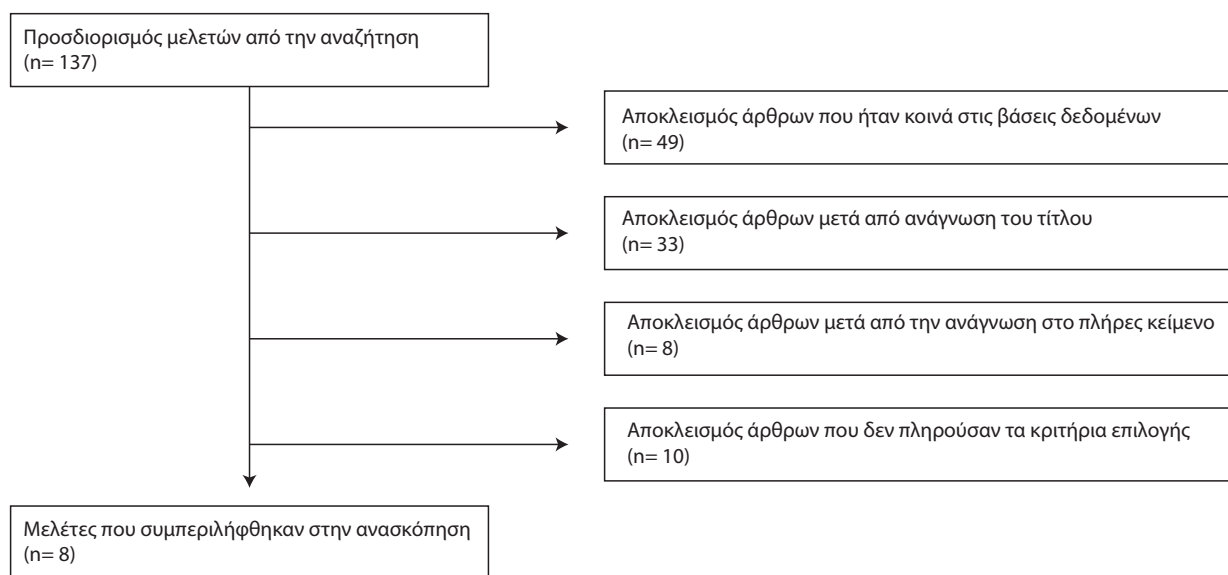 Προσδιορισμός μελετών από την αναζήτηση
(n= 137)
Αποκλεισμός άρθρων που ήταν κοινά στις βάσεις δεδομένων
(n= 49)
Αποκλεισμός άρθρων μετά από ανάγνωση του τίτλου
(n= 33)
Αποκλεισμός άρθρων μετά από την ανάγνωση στο πλήρες κείμενο
(n= 8)
Αποκλεισμός άρθρων που δεν πληρούσαν τα κριτήρια επιλογής
(n= 10)
Μελέτες που συμπεριλήφθηκαν στην ανασκόπηση
(n= 8)